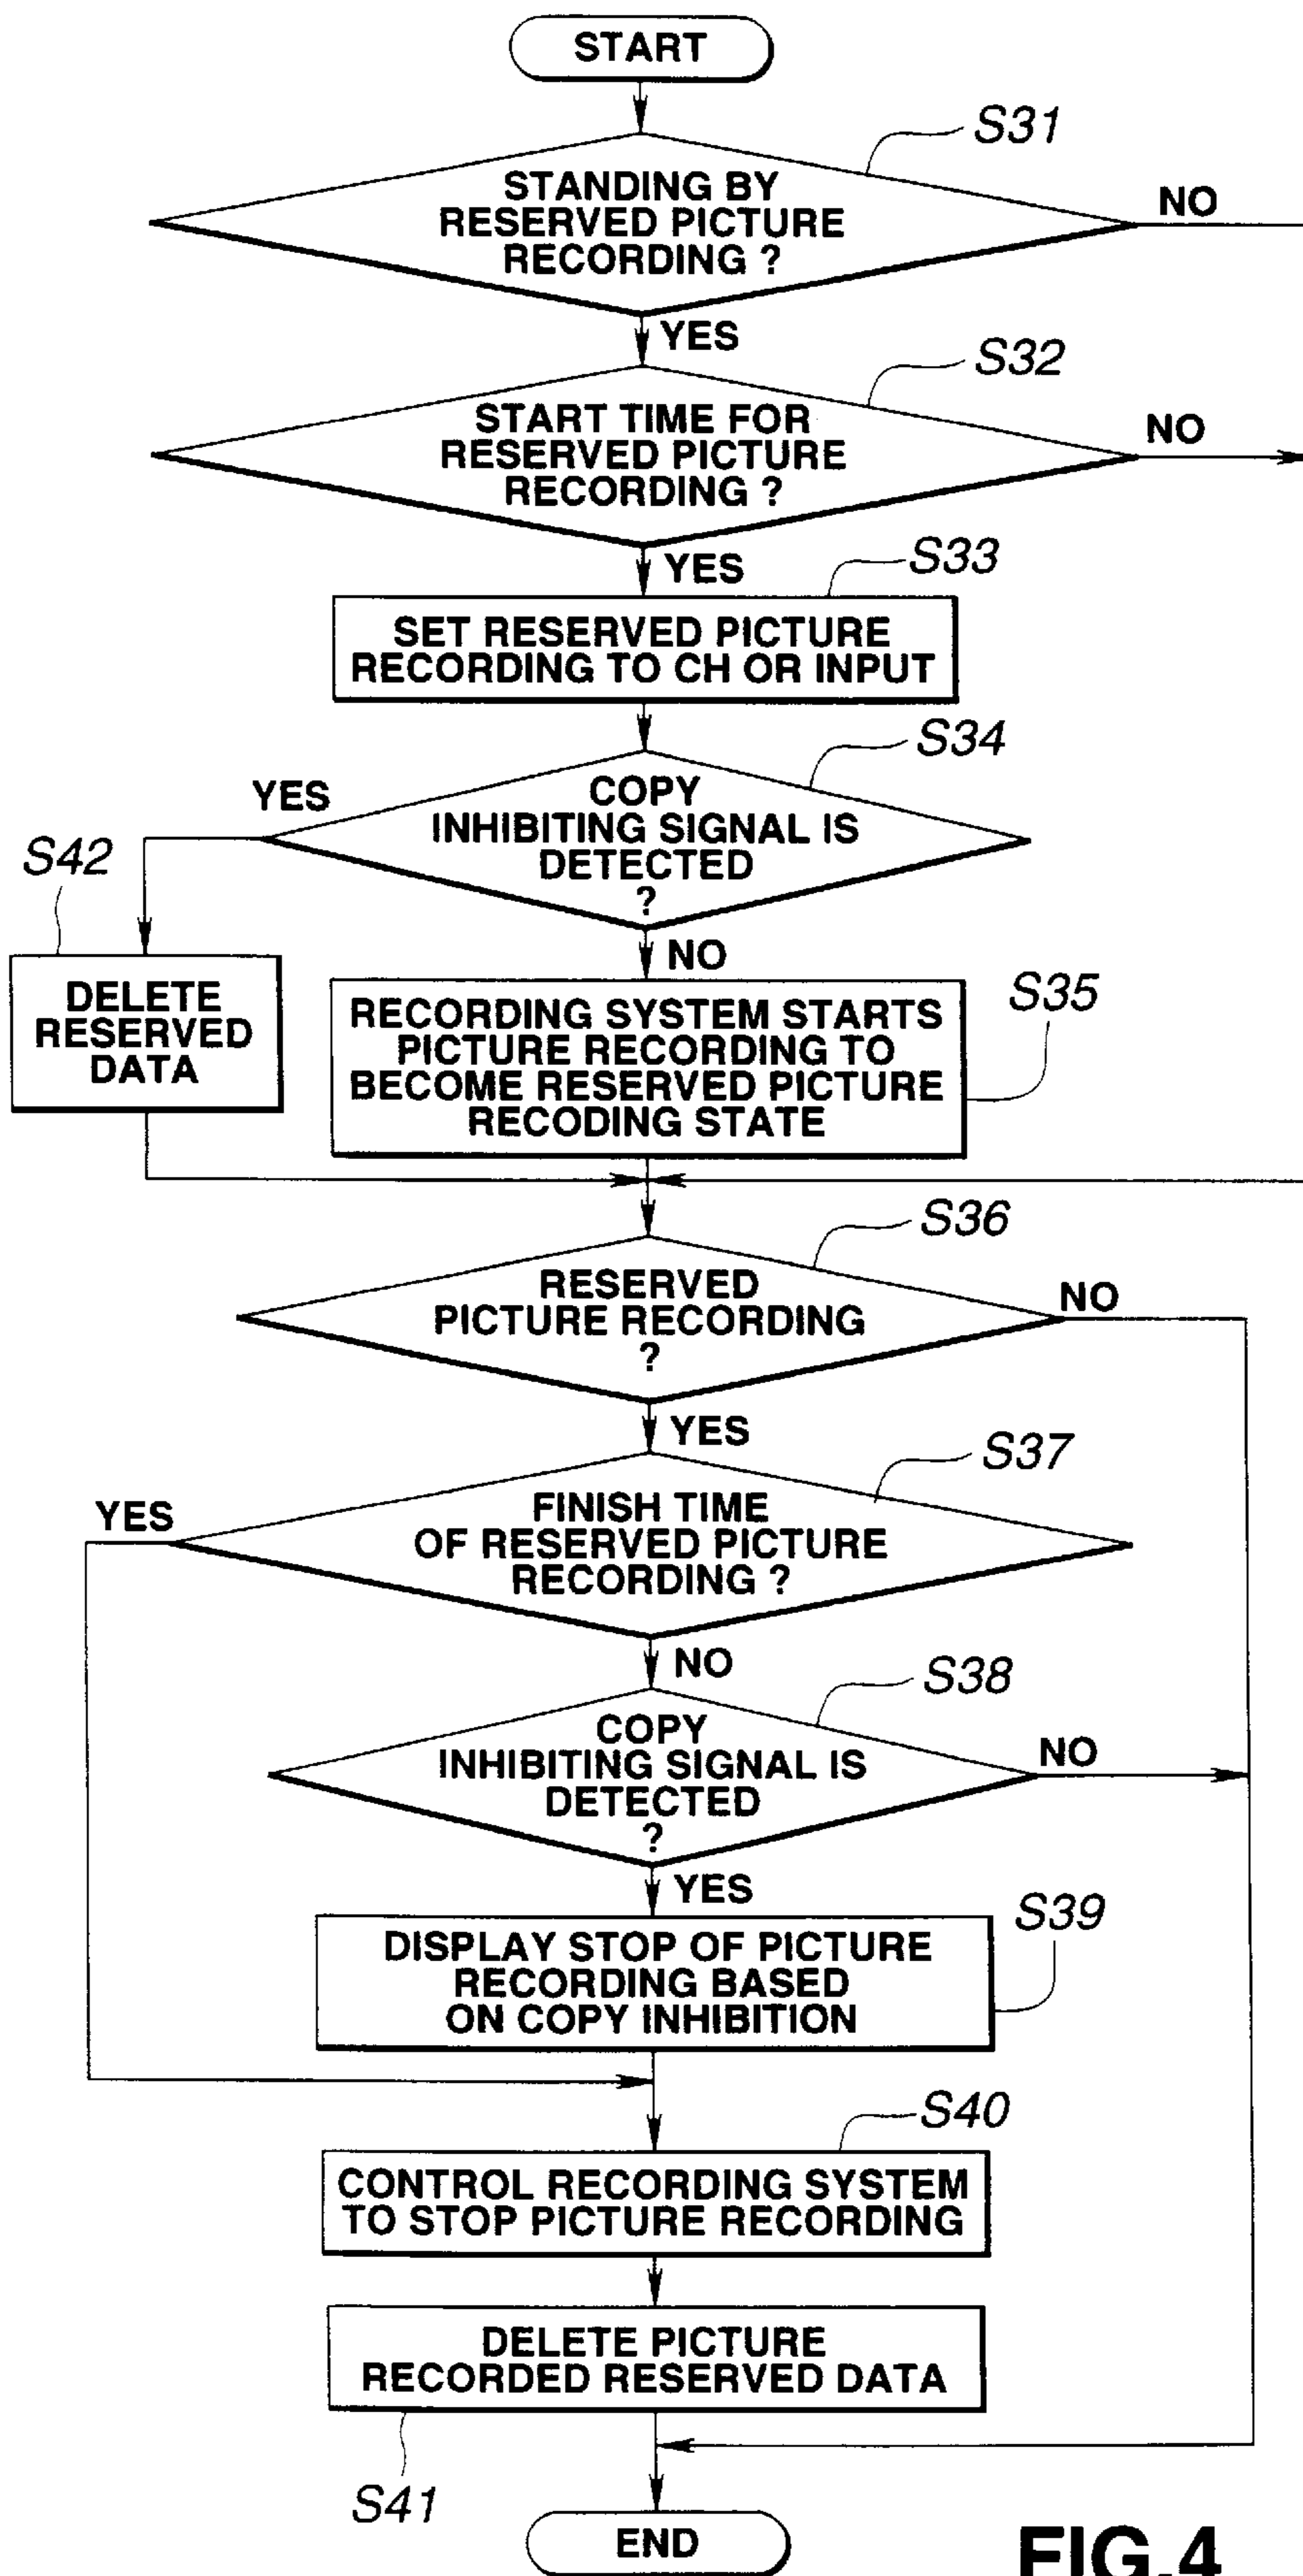 START
S31
STANDING BY
RESERVED PICTURE
RECORDING ?
NO
YES
S32
START TIME FOR
RESERVED PICTURE
RECORDING ?
NO
YES
S33
SET RESERVED PICTURE
RECORDING TO CH OR INPUT
S34
YES
COPY
INHIBITING SIGNAL IS
DETECTED
?
S42
NO
DELETE
RESERVED
DATA
S35
RECORDING SYSTEM STARTS
PICTURE RECORDING TO
BECOME RESERVED PICTURE
RECODING STATE
S36
RESERVED
PICTURE RECORDING
?
NO
YES
S37
YES
FINISH TIME
OF RESERVED PICTURE
RECORDING ?
NO
S38
COPY
INHIBITING SIGNAL IS
DETECTED
?
NO
YES
S39
DISPLAY STOP OF PICTURE
RECORDING BASED
ON COPY INHIBITION
S40
CONTROL RECORDING SYSTEM
TO STOP PICTURE RECORDING
DELETE PICTURE
RECORDED RESERVED DATA
S41
END
FIG.4